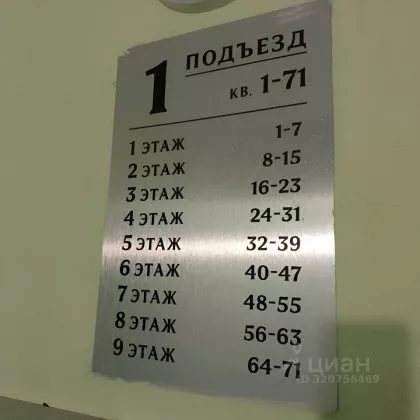 1 ПОДЪЕЗД
КВ. 1-71
1 ЭТАЖ 1-7
2 ЭТАЖ 8-15
3 ЭТАЖ 16-23
4 ЭТАЖ 24-31
5 ЭТАЖ 32-39
6 ЭТАЖ 40-47
7 ЭТАЖ 48-55
8 ЭТАЖ 56-63
9 ЭТАЖ 64-71
циан
ID 320756469